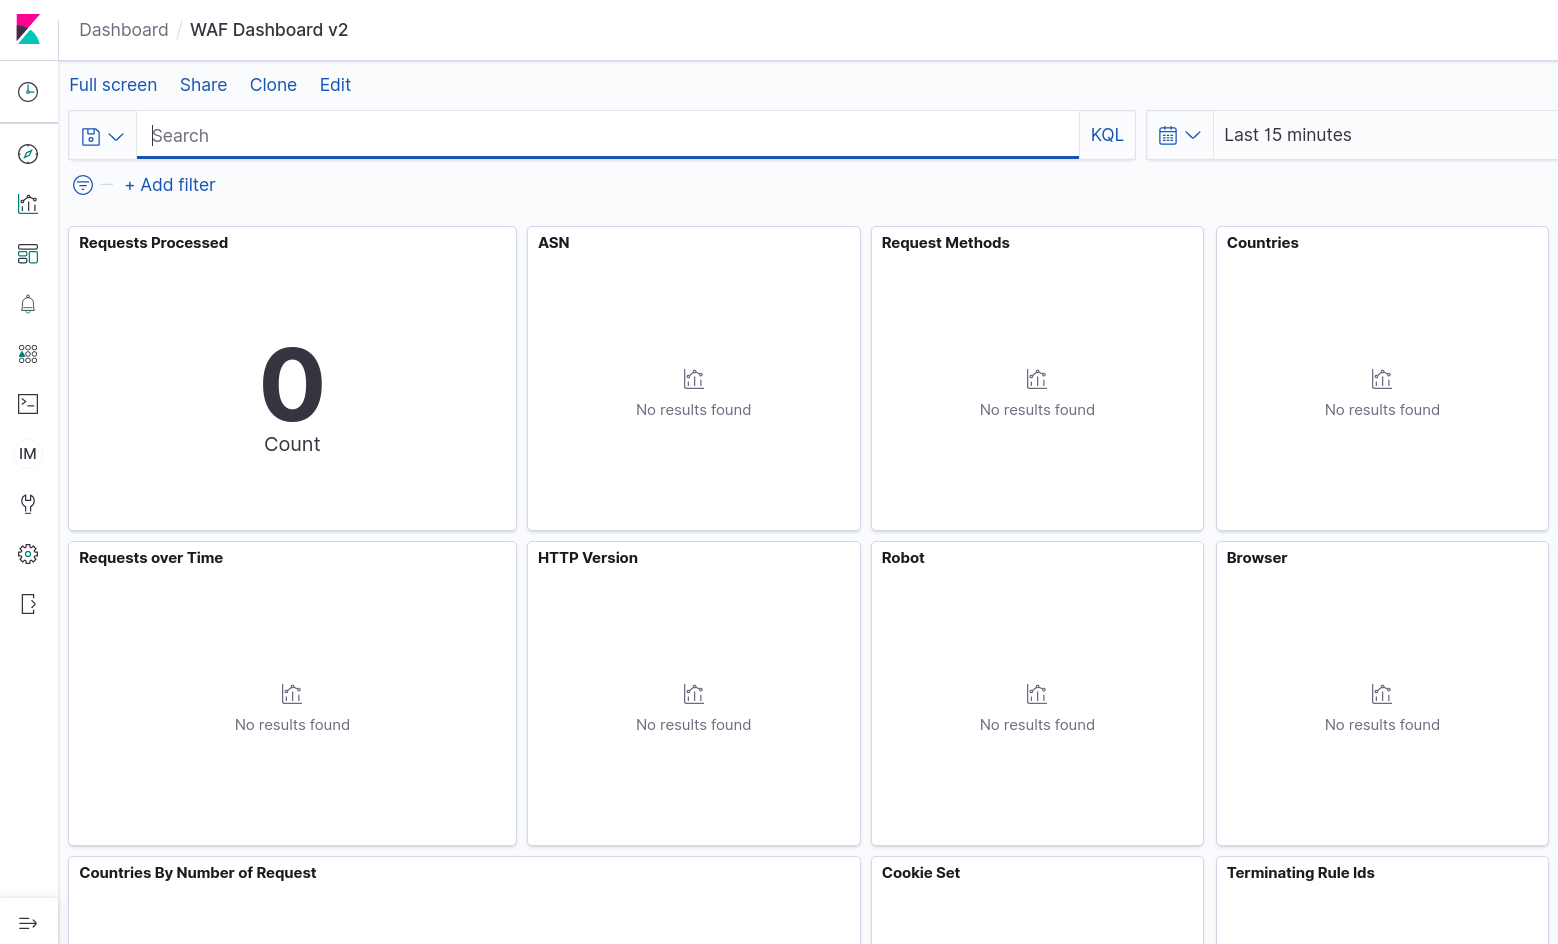 Dashboard / WAF Dashboard v2
Full screen Share Clone Edit
Search KQL Last 15 minutes
+ Add filter
Requests Processed ASN Request Methods Countries
0
Count
No results found No results found No results found
IM
Requests over Time HTTP Version Robot Browser
No results found No results found No results found No results found
Countries By Number of Request Cookie Set Terminating Rule Ids